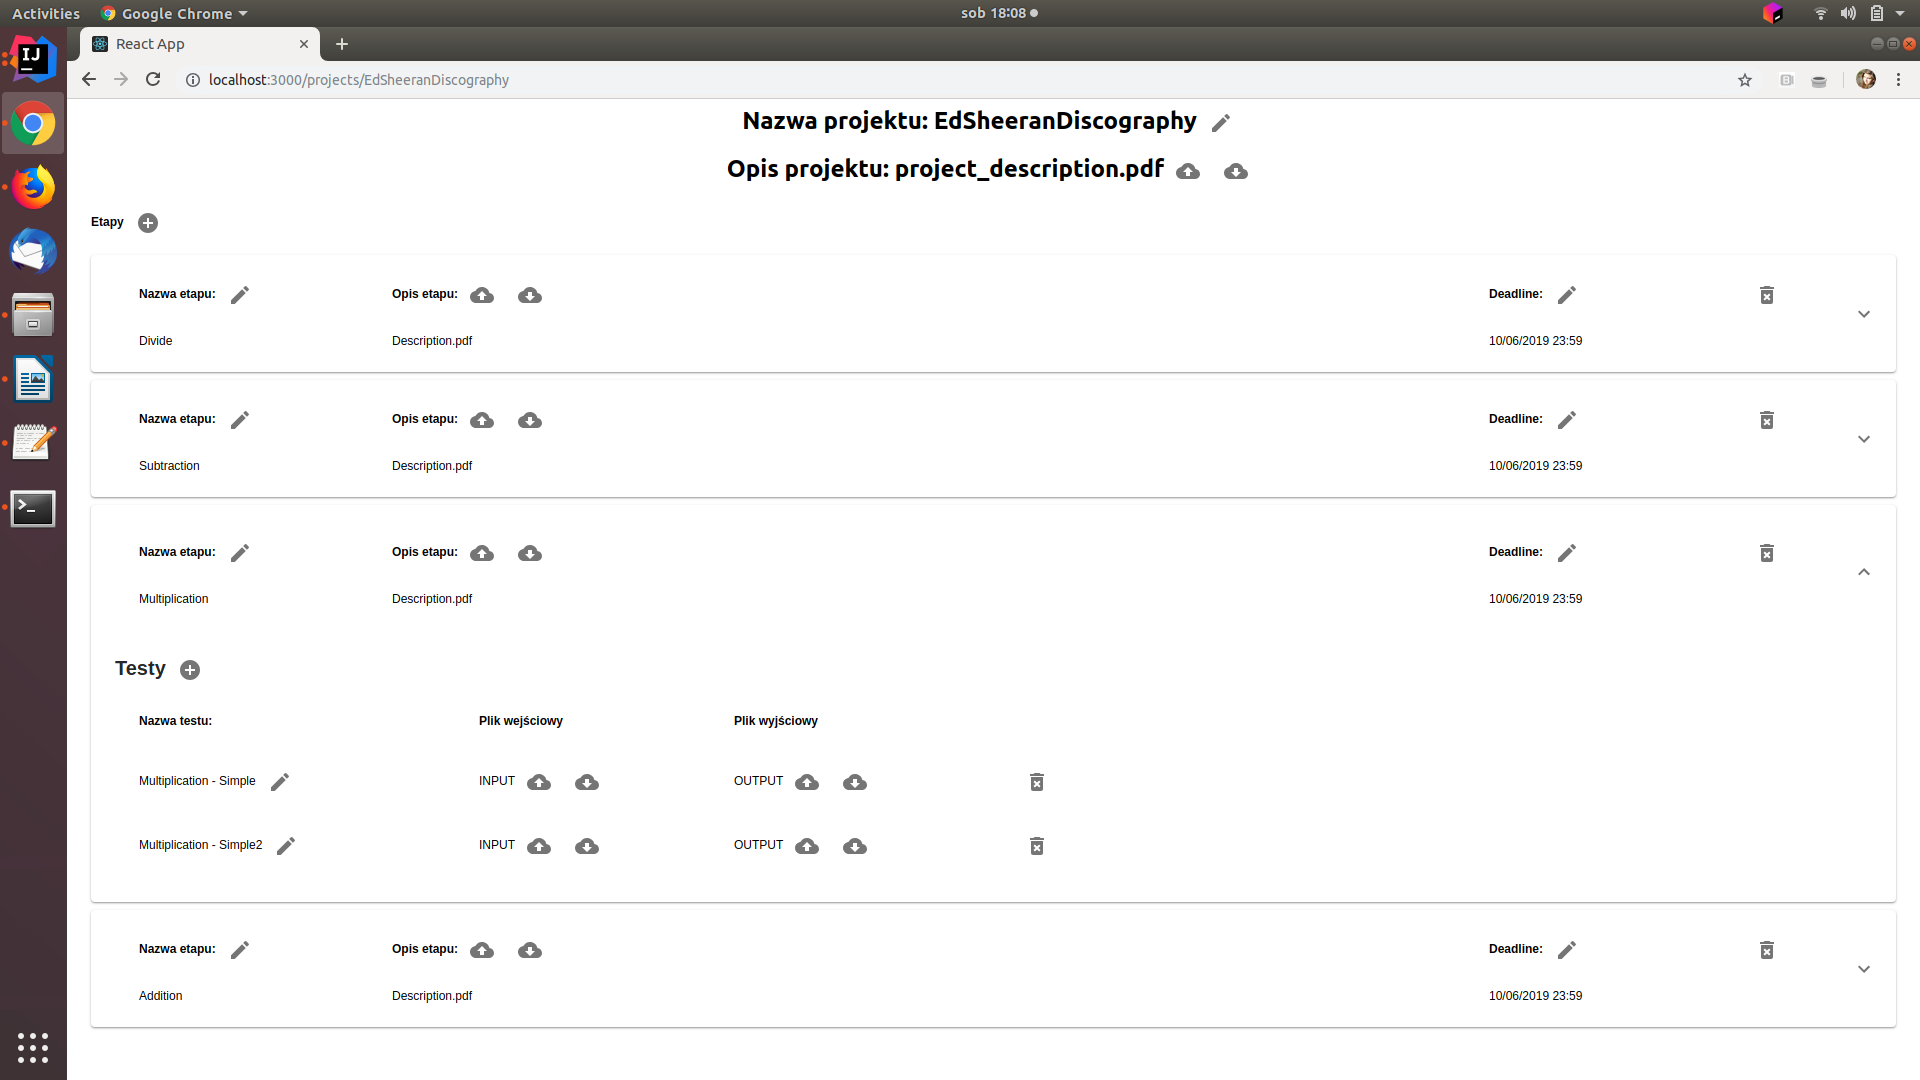 Activities Google Chrome sob 18:08
React App
localhost:3000/projects/EdSheeranDiscography
Nazwa projektu: EdSheeranDiscography
Opis projektu: project_description.pdf
Etapy
Nazwa etapu: Opis etapu: Deadline:
Divide Description.pdf 10/06/2019 23:59
Nazwa etapu: Opis etapu: Deadline:
Subtraction Description.pdf 10/06/2019 23:59
Nazwa etapu: Opis etapu: Deadline:
Multiplication Description.pdf 10/06/2019 23:59
Testy
Nazwa testu: Plik wejściowy Plik wyjściowy
Multiplication - Simple INPUT OUTPUT
Multiplication - Simple2 INPUT OUTPUT
Nazwa etapu: Opis etapu: Deadline:
Addition Description.pdf 10/06/2019 23:59